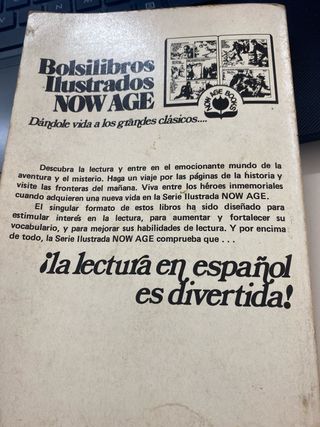 Bolsilibros
Ilustrados
NOW AGE
NOW AGE BOOKS
Dándole vida a los grandes clásicos....
Descubra la lectura y entre en el emocionante mundo de la
aventura y el misterio. Haga un viaje por las páginas de la historia y
visite las fronteras del mañana. Viva entre los héroes inmemoriales
cuando adquieren una nueva vida en la Serie Ilustrada NOW AGE.
El singular formato de estos libros ha sido diseñado para
estimular interés en la lectura, para aumentar y fortalecer su
vocabulario, y para mejorar sus habilidades de lectura. Y por encima
de todo, la Serie Ilustrada NOW AGE comprueba que . . .
¡la lectura en español
es divertida!